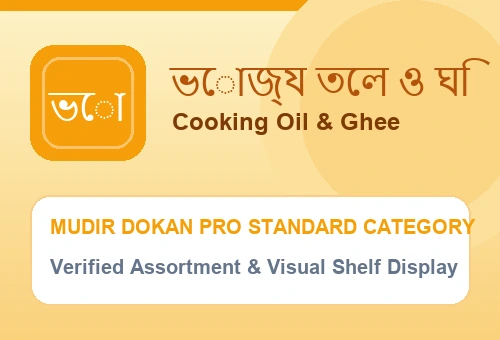 ভো
ভোজ্য তেল ও ঘি
Cooking Oil & Ghee
MUDIR DOKAN PRO STANDARD CATEGORY
Verified Assortment & Visual Shelf Display